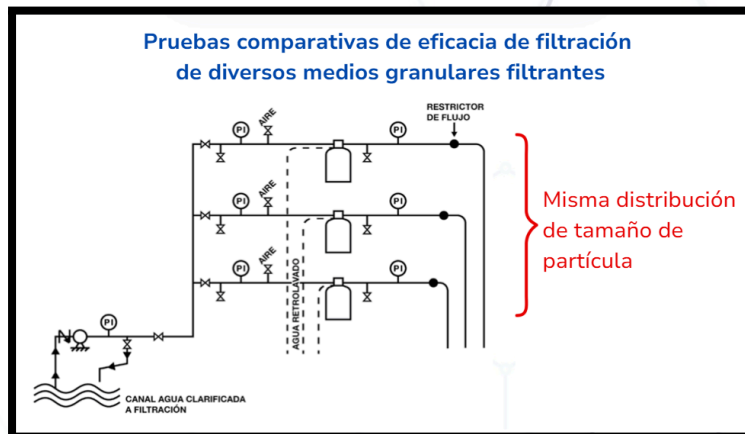 Pruebas comparativas de eficacia de filtración
de diversos medios granulares filtrantes
RESTRICTOR
DE FLUJO
PI
AIRE
PI
Misma distribución
de tamaño de
partícula
PI
AIRE
PI
PI
AIRE
PI
AGUA RETROLAVADO
PI
CANAL AGUA CLARIFICADA
A FILTRACIÓN